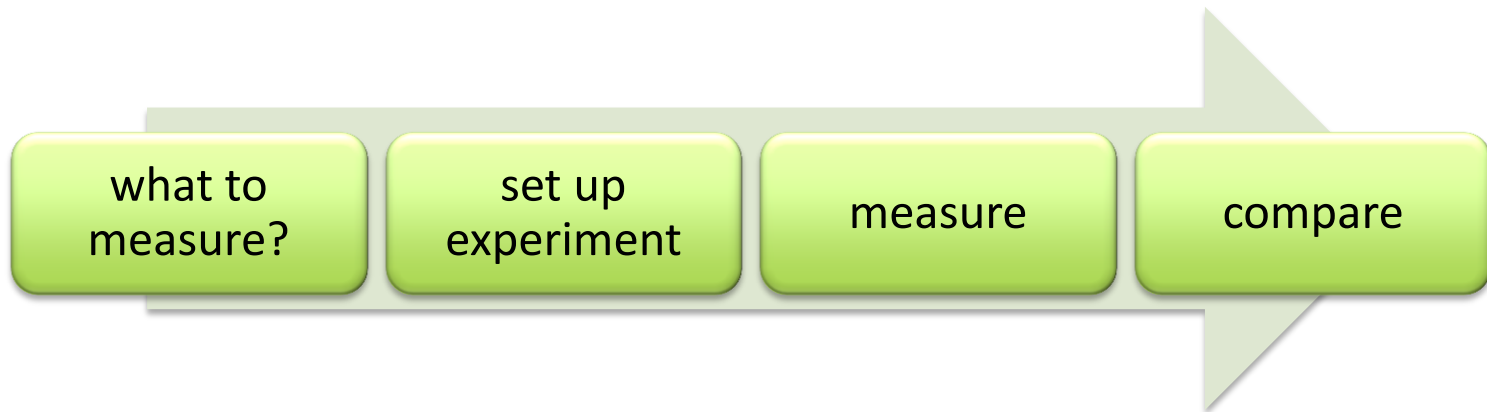 what to
measure?
set up
experiment
measure
compare